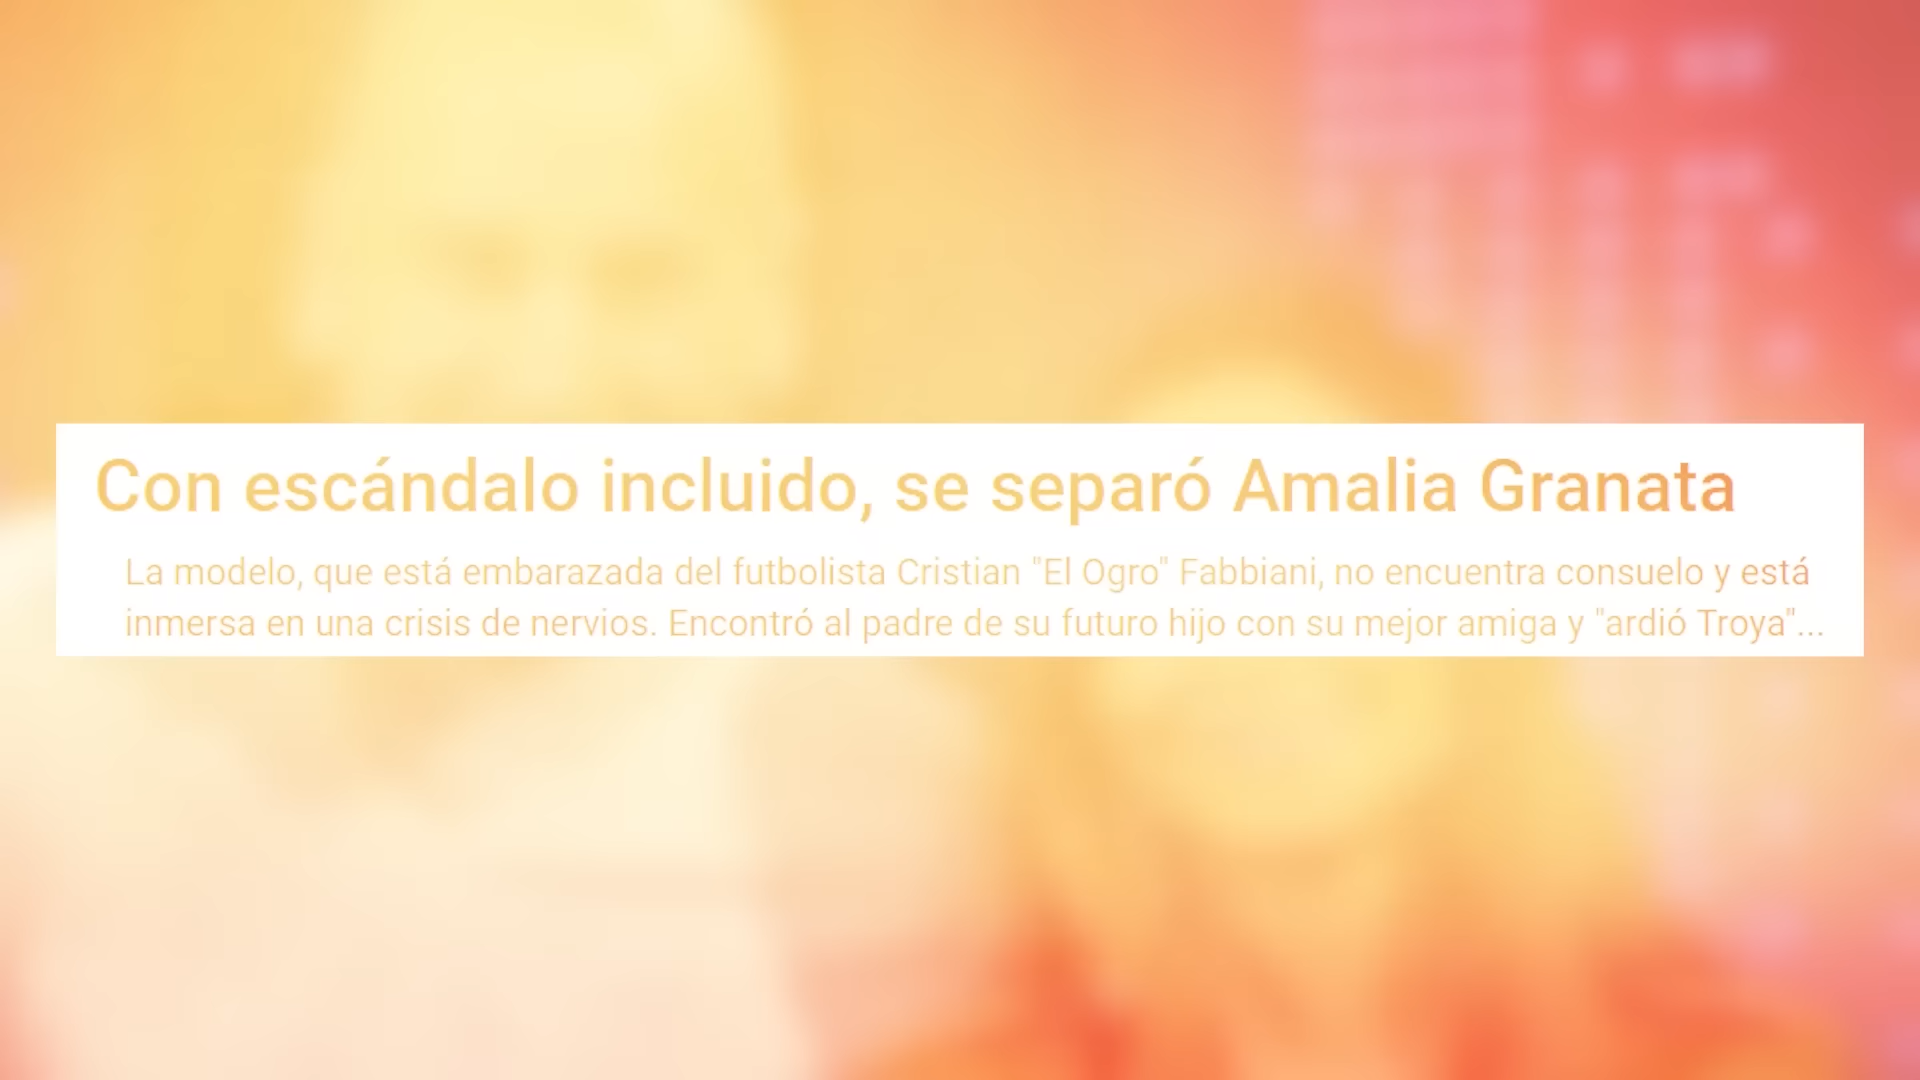 Con escándalo incluido, se separó Amalia Granata
La modelo, que está embarazada del futbolista Cristian "El Ogro" Fabbiani, no encuentra consuelo y está
inmersa en una crisis de nervios. Encontró al padre de su futuro hijo con su mejor amiga y "ardió Troya"...